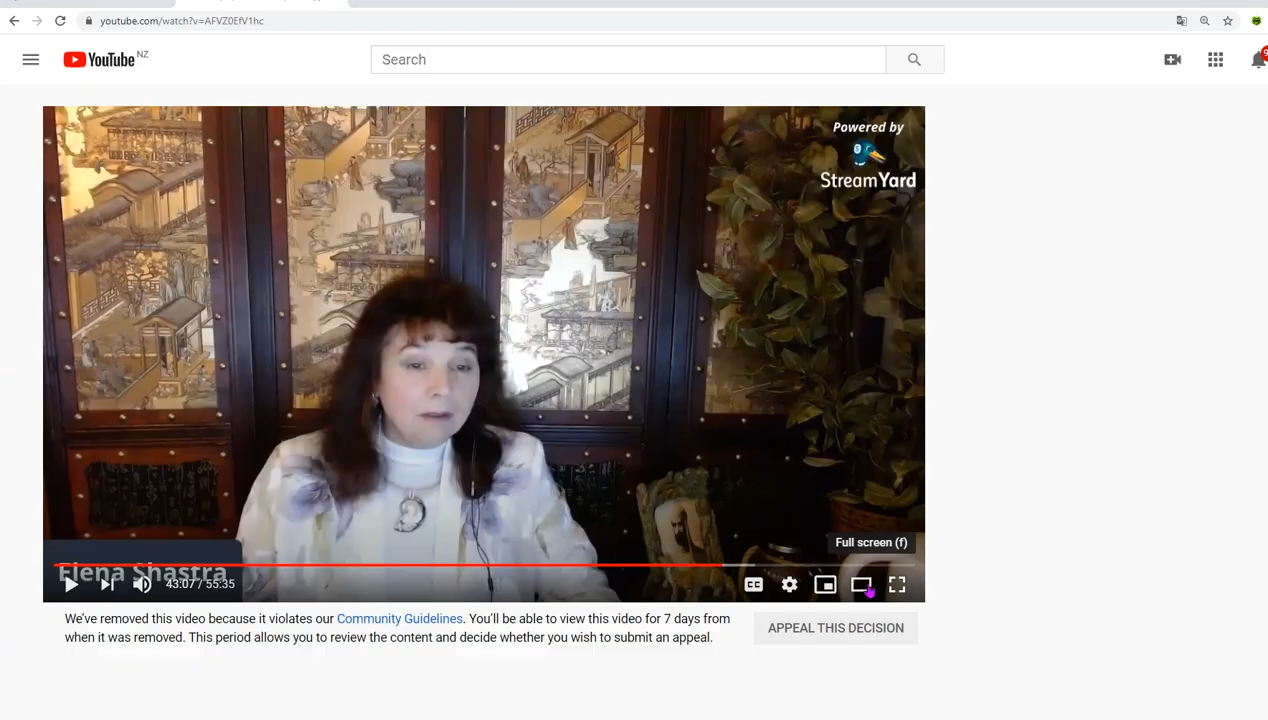 youtube.com/watch?v=AFVZ0EfV1hc
YouTube NZ
Search
Powered by
StreamYard
Full screen (f)
Elena Shastra
43:07 / 55:35
CC
We've removed this video because it violates our Community Guidelines. You'll be able to view this video for 7 days from
when it was removed. This period allows you to review the content and decide whether you wish to submit an appeal.
APPEAL THIS DECISION